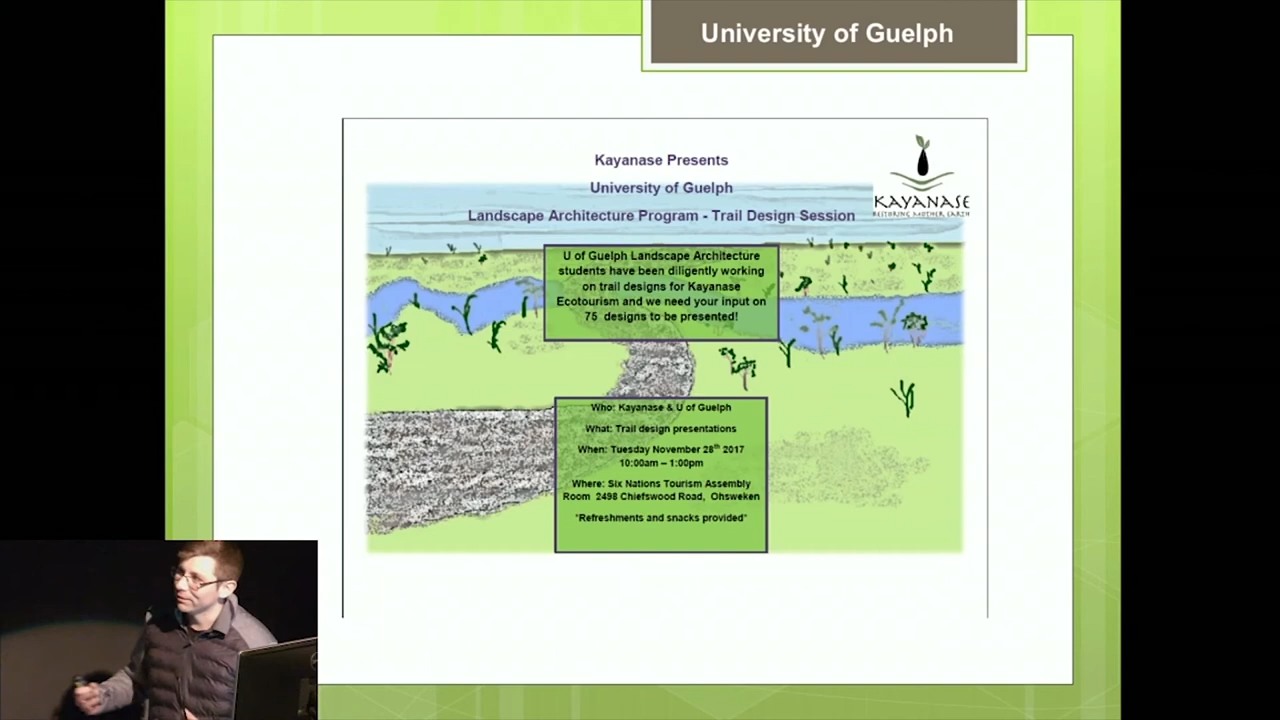 University of Guelph
Kayanase Presents
University of Guelph
Landscape Architecture Program - Trail Design Session
KAYANASE
RESTORING MOTHER EARTH
U of Guelph Landscape Architecture
students have been diligently working
on trail designs for Kayanase
Ecotourism and we need your input on
75 designs to be presented!
Who: Kayanase & U of Guelph
What: Trail design presentations
When: Tuesday November 28th 2017
10:00am – 1:00pm
Where: Six Nations Tourism Assembly
Room 2498 Chiefswood Road, Ohsweken
*Refreshments and snacks provided*